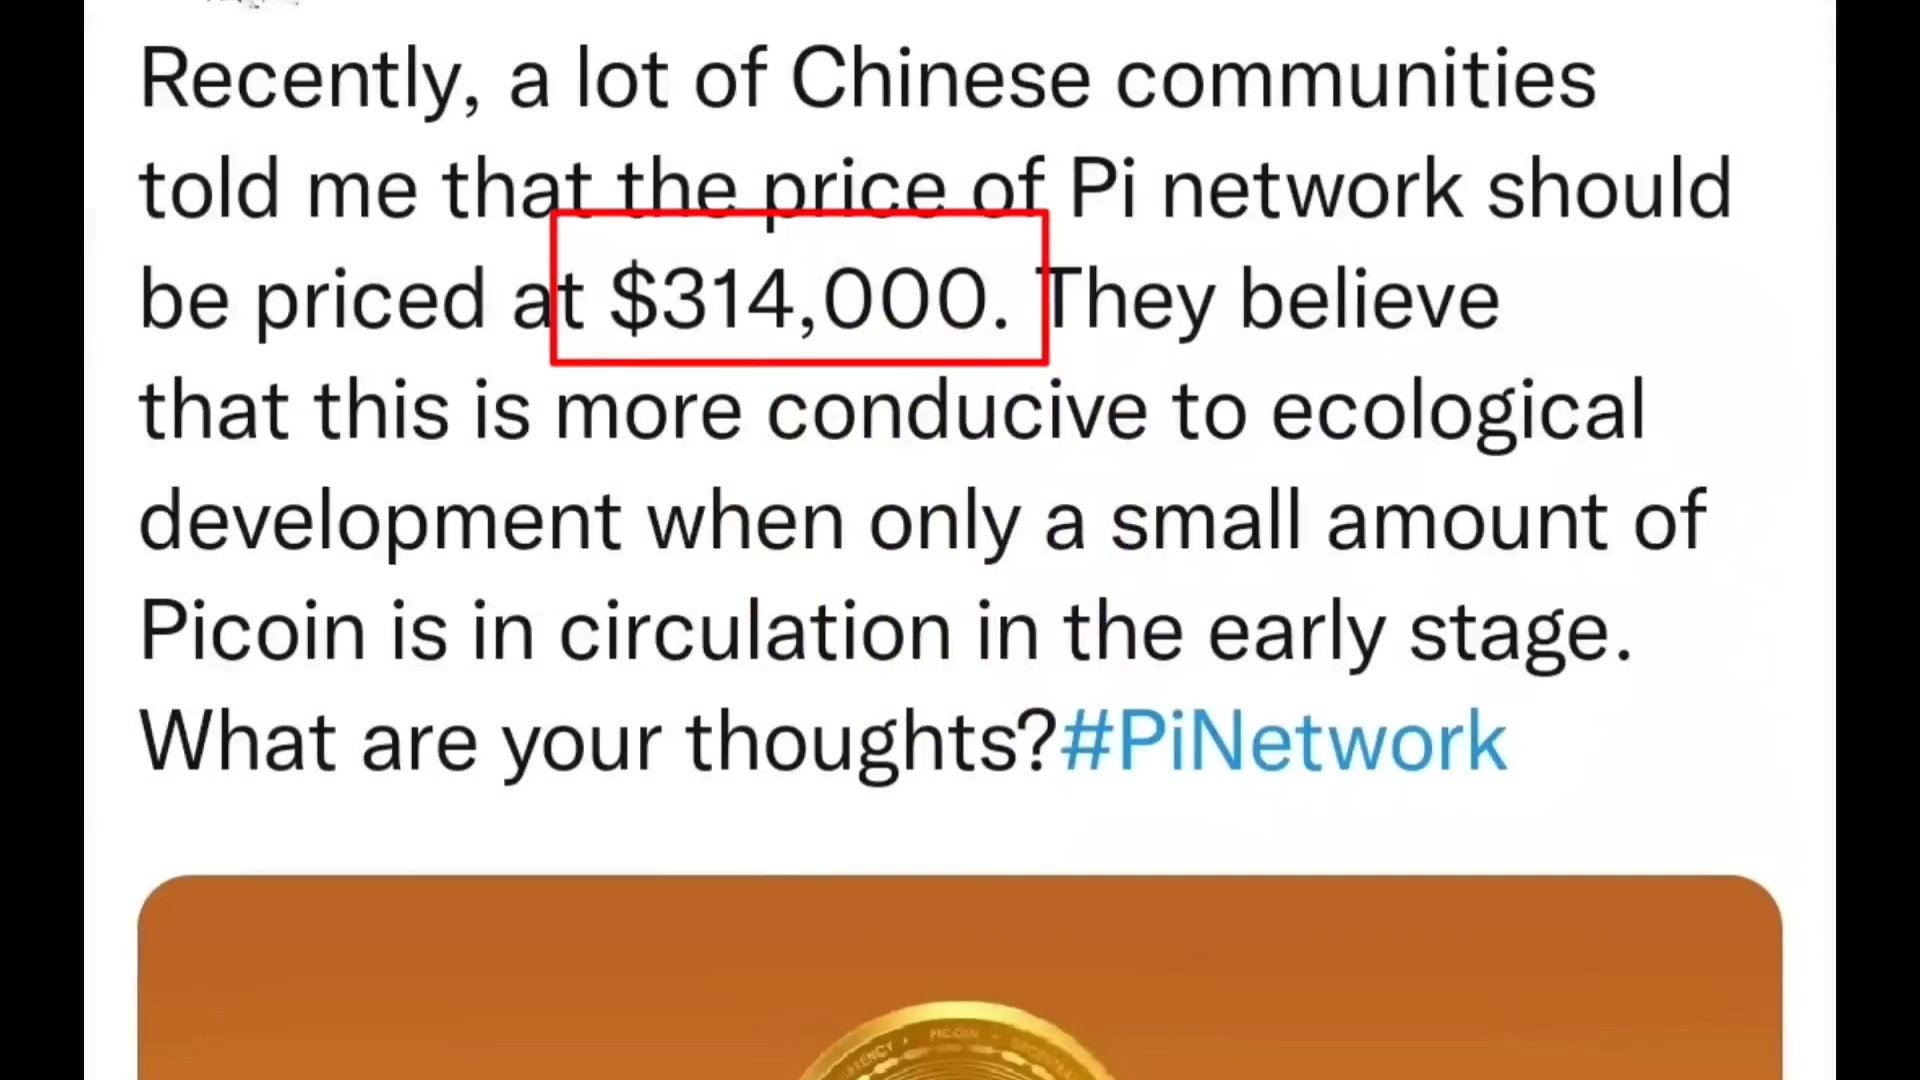 Recently, a lot of Chinese communities
told me that the price of Pi network should
be priced at $314,000. They believe
that this is more conducive to ecological
development when only a small amount of
Picoin is in circulation in the early stage.
What are your thoughts?#PiNetwork
PICOIN